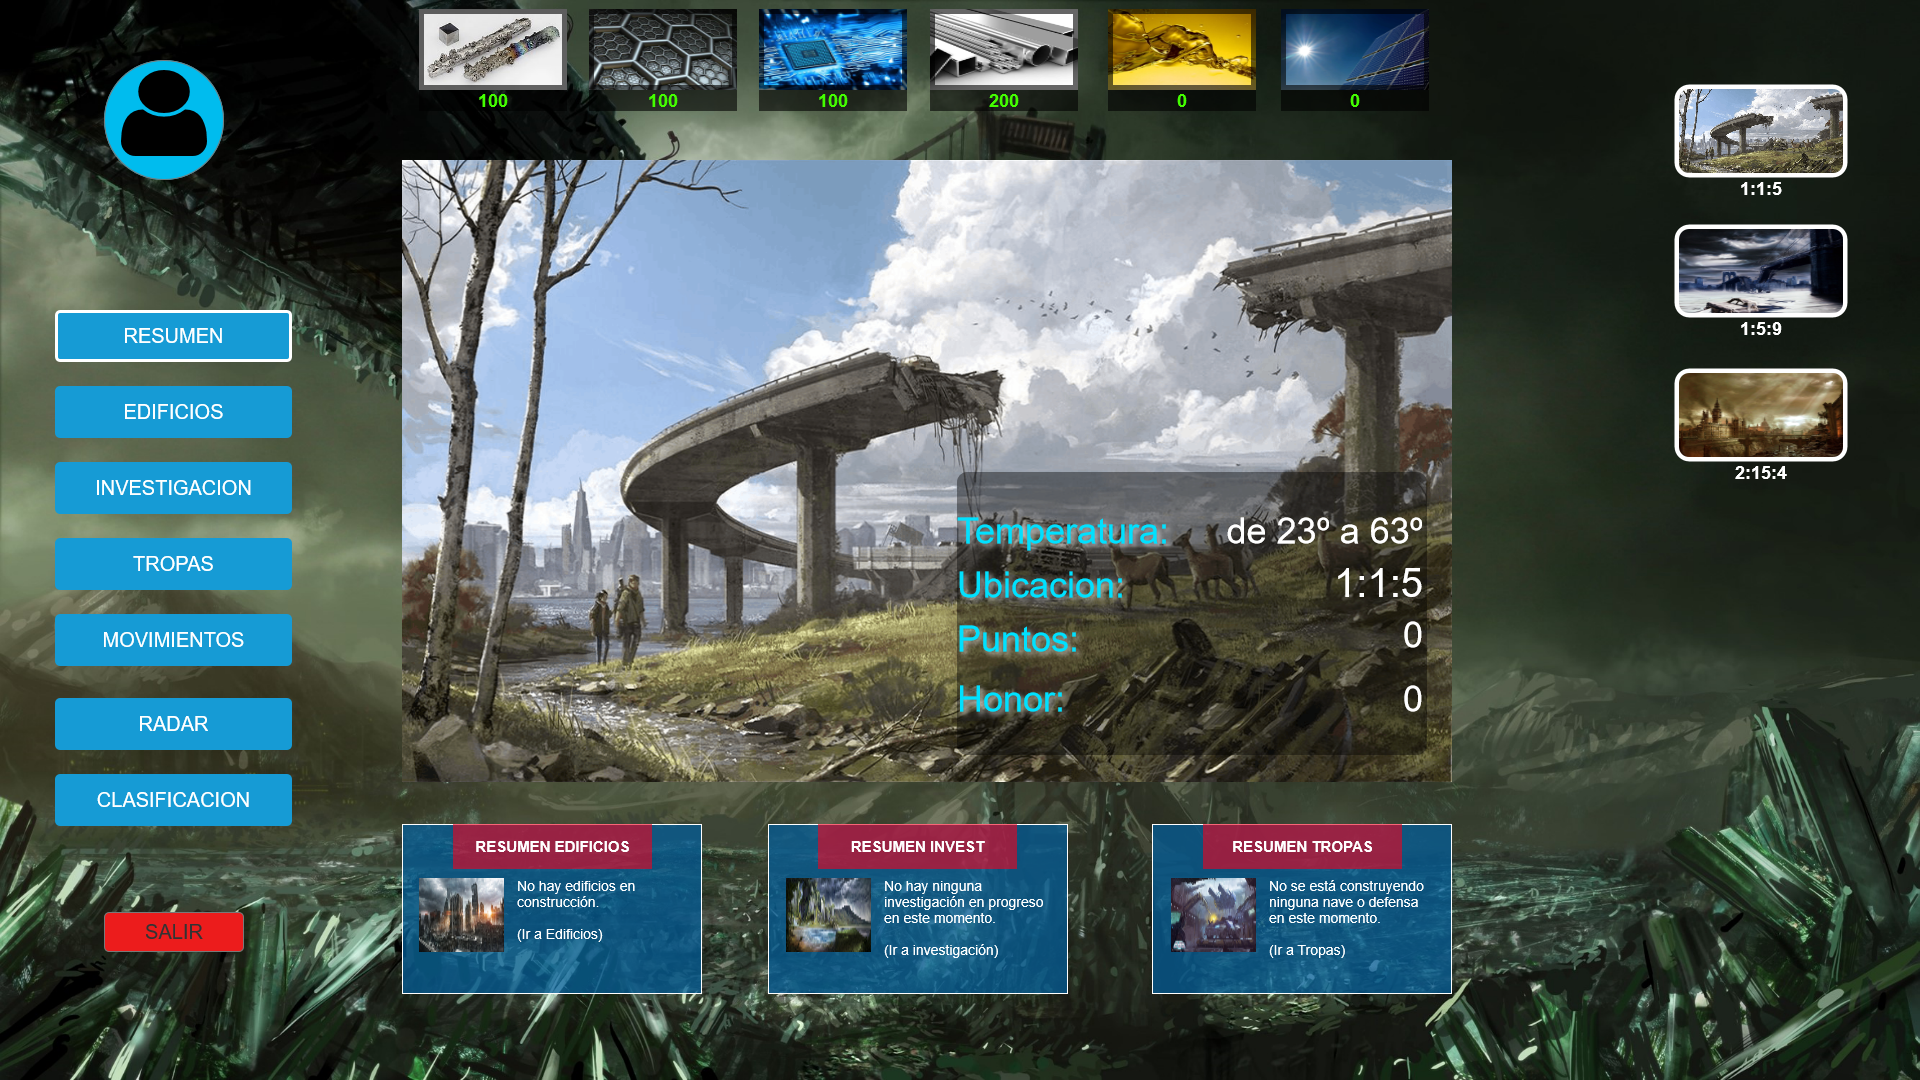 100
100
100
200
0
0
RESUMEN
EDIFICIOS
INVESTIGACION
TROPAS
MOVIMIENTOS
RADAR
CLASIFICACION
SALIR
Temperatura: de 23º a 63º
Ubicacion: 1:1:5
Puntos: 0
Honor: 0
1:1:5
1:5:9
2:15:4
RESUMEN EDIFICIOS
No hay edificios en
construcción.
(Ir a Edificios)
RESUMEN INVEST
No hay ninguna
investigación en progreso
en este momento.
(Ir a investigación)
RESUMEN TROPAS
No se está construyendo
ninguna nave o defensa
en este momento.
(Ir a Tropas)